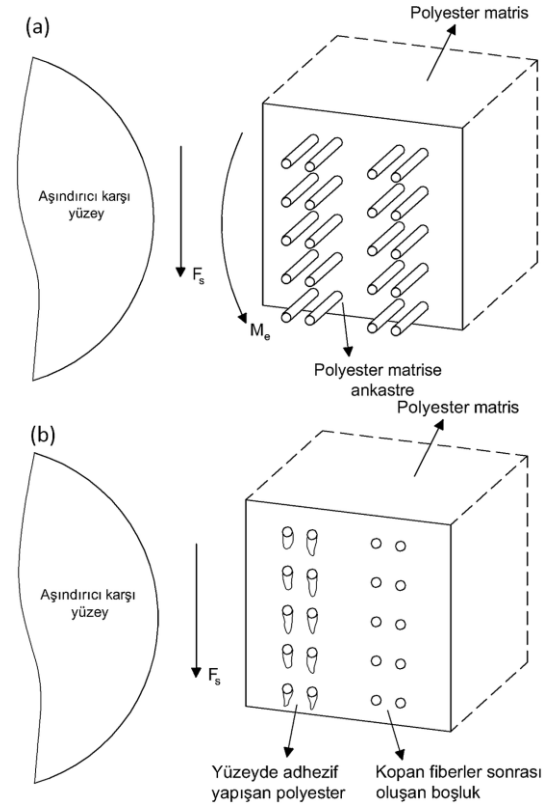 (a)
Polyester matris
Aşındırıcı karşı
yüzey
Fs
Me
Polyester matrise
ankastre
(b)
Polyester matris
Aşındırıcı karşı
yüzey
Fs
Yüzeyde adhezif
yapışan polyester
Kopan fiberler sonrası
oluşan boşluk